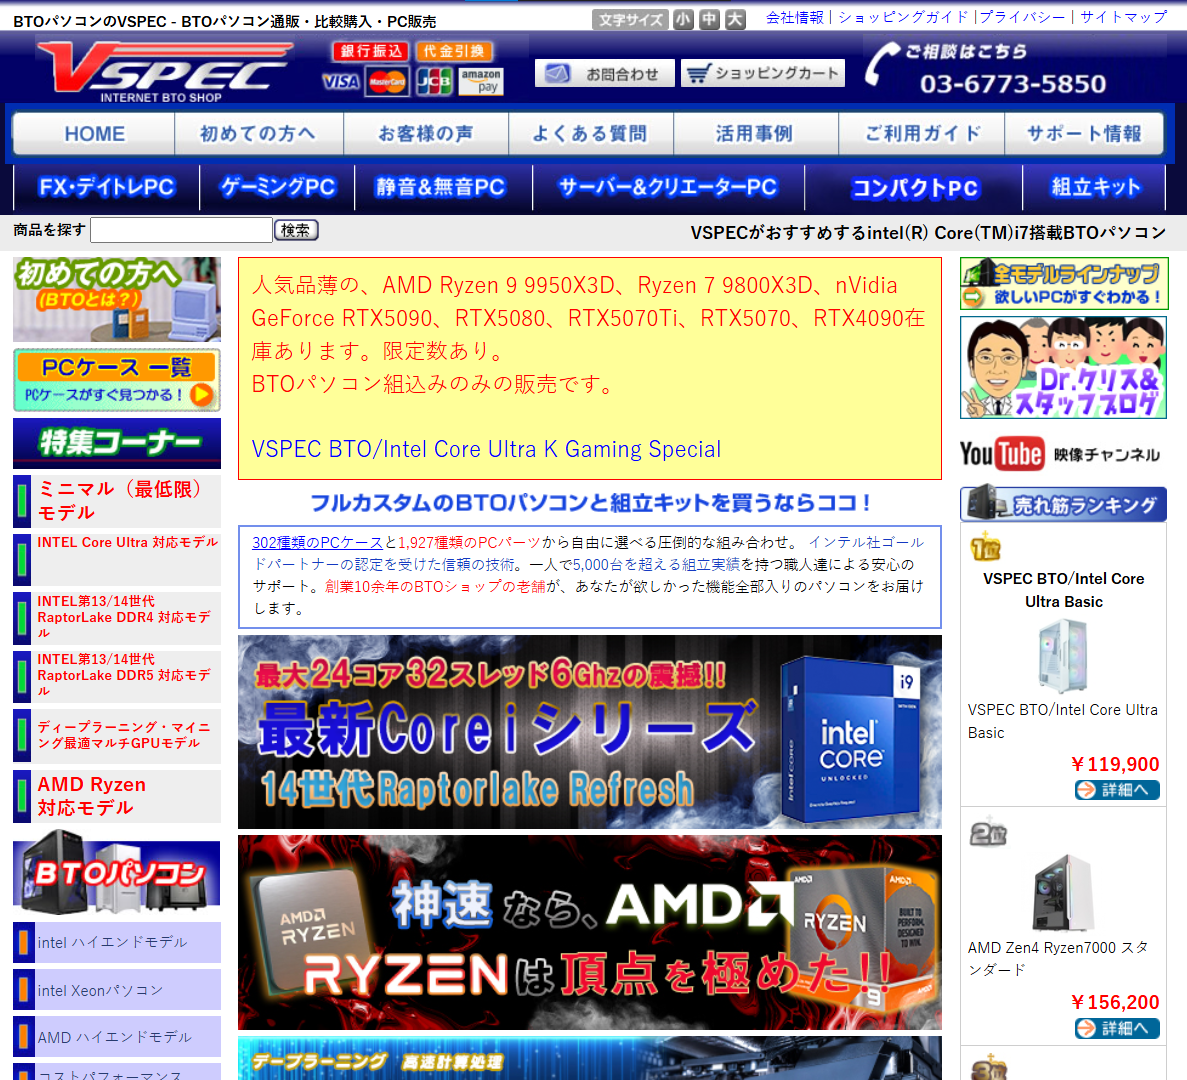 BTOパソコンのVSPEC - BTOパソコン通販・比較購入・PC販売
文字サイズ 小 中 大
会社情報 | ショッピングガイド |プライバシー | サイトマップ
VSPEC
INTERNET BTO SHOP
銀行振込 代金引換
VISA MasterCard JCB amazon pay
お問合わせ
ショッピングカート
ご相談はこちら
03-6773-5850
HOME 初めての方へ お客様の声 よくある質問 活用事例 ご利用ガイド サポート情報
FX・デイトレPC ゲーミングPC 静音&無音PC サーバー&クリエーターPC コンパクトPC 組立キット
商品を探す 検索
VSPECがおすすめするintel(R) Core(TM)i7搭載BTOパソコン
初めての方へ
(BTOとは?)
PCケース 一覧
PCケースがすぐ見つかる！
特集コーナー
ミニマル（最低限）
モデル
INTEL Core Ultra 対応モデル
INTEL第13/14世代
RaptorLake DDR4 対応モデ
ル
INTEL第13/14世代
RaptorLake DDR5 対応モデ
ル
ディープラーニング・マイニ
ング最適マルチGPUモデル
AMD Ryzen
対応モデル
BTOパソコン
intel ハイエンドモデル
intel Xeonパソコン
AMD ハイエンドモデル
コストパフォーマンス
人気品薄の、AMD Ryzen 9 9950X3D、Ryzen 7 9800X3D、nVidia
GeForce RTX5090、RTX5080、RTX5070Ti、RTX5070、RTX4090在
庫あります。限定数あり。
BTOパソコン組込みのみの販売です。
VSPEC BTO/Intel Core Ultra K Gaming Special
フルカスタムのBTOパソコンと組立キットを買うならココ！
302種類のPCケースと1,927種類のPCパーツから自由に選べる圧倒的な組み合わせ。 インテル社ゴール
ドパートナーの認定を受けた信頼の技術。一人で5,000台を超える組立実績を持つ職人達による安心の
サポート。創業10余年のBTOショップの老舗が、あなたが欲しかった機能全部入りのパソコンをお届け
します。
最大24コア32スレッド6Ghzの震撼!!
最新Core i シリーズ
14世代Raptorlake Refresh
intel
CORE
UNLOCKED
i9
intel CORE
AMD
RYZEN
神速なら、AMD
RYZENは頂点を極めた!!
AMD
AMD
RYZEN
BUILT TO
PERFORM.
DESIGNED
TO WIN.
9
デープラーニング 高速計算処理
全モデルラインナップ
欲しいPCがすぐわかる！
Dr.クリス&
スタッフブログ
YouTube 映像チャンネル
売れ筋ランキング
1位
VSPEC BTO/Intel Core
Ultra Basic
VSPEC BTO/Intel Core Ultra
Basic
￥119,900
詳細へ
2位
AMD Zen4 Ryzen7000 スタ
ンダード
￥156,200
詳細へ
3位